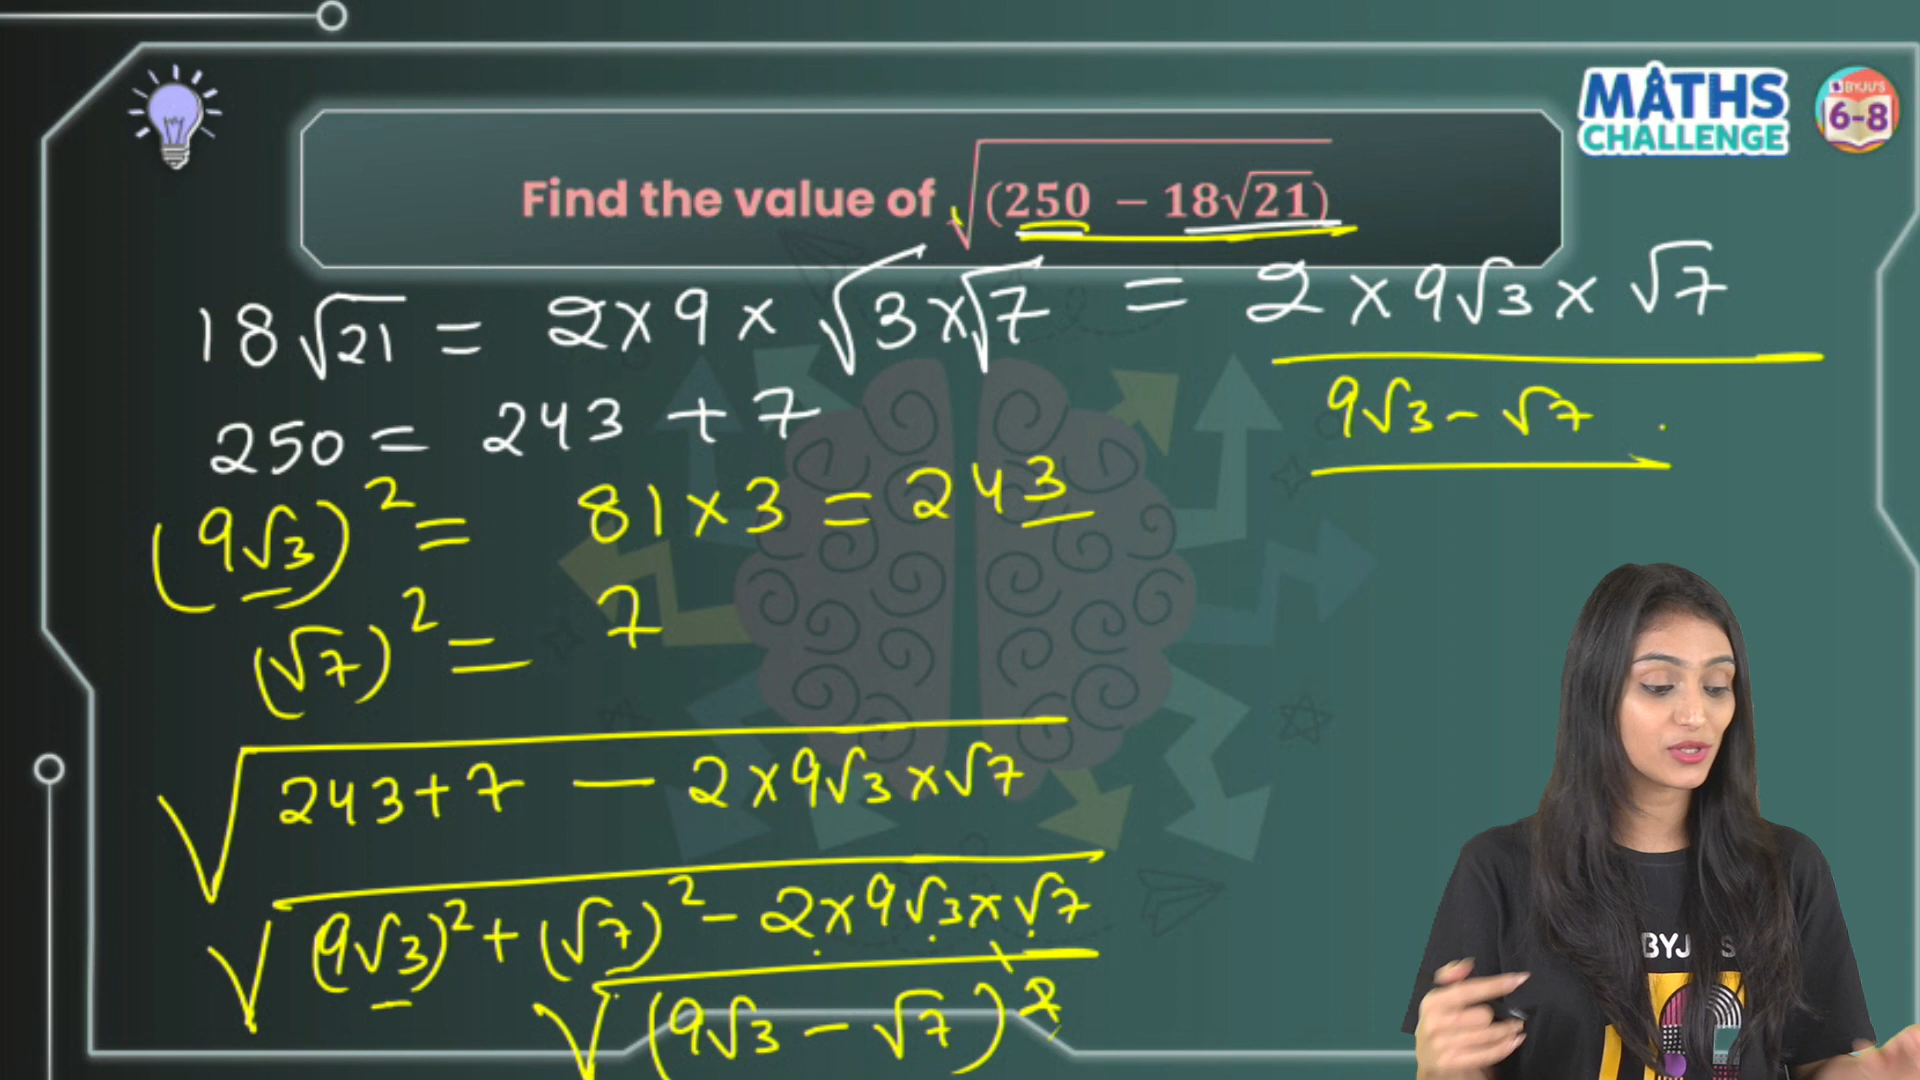 MATHS
CHALLENGE
BYJU'S
6-8
Find the value of √(250 − 18√21)
18√21 = 2×9×√3×√7 = 2×9√3×√7
9√3−√7
250 = 243+7
(9√3)² = 81×3 = 243
(√7)² = 7
√243+7 − 2×9√3×√7
√(9√3)²+(√7)²−2×9√3×√7
√(9√3−√7)²